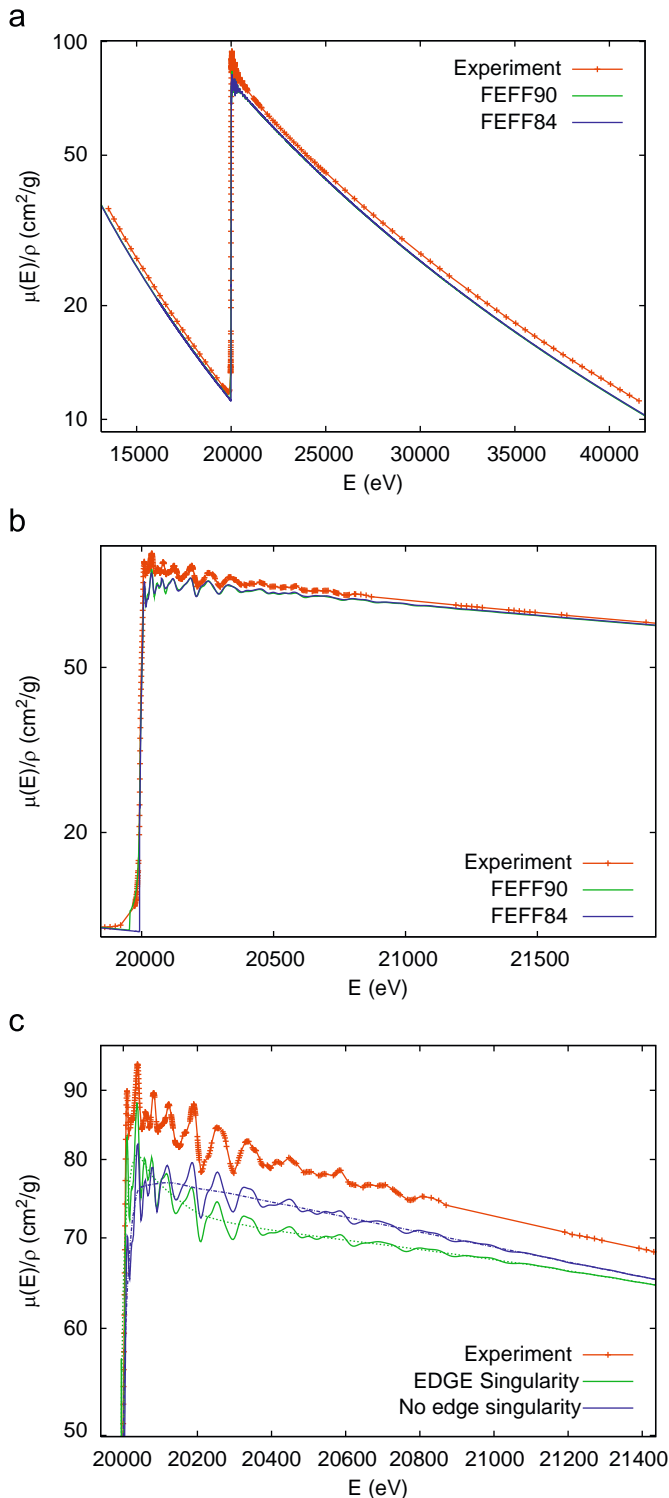 a
100
50
20
10
μ(E)/ρ (cm²/g)
Experiment
FEFF90
FEFF84
15000 20000 25000 30000 35000 40000
E (eV)
b
50
20
μ(E)/ρ (cm²/g)
Experiment
FEFF90
FEFF84
20000 20500 21000 21500
E (eV)
c
90
80
70
60
50
μ(E)/ρ (cm²/g)
Experiment
EDGE Singularity
No edge singularity
20000 20200 20400 20600 20800 21000 21200 21400
E (eV)